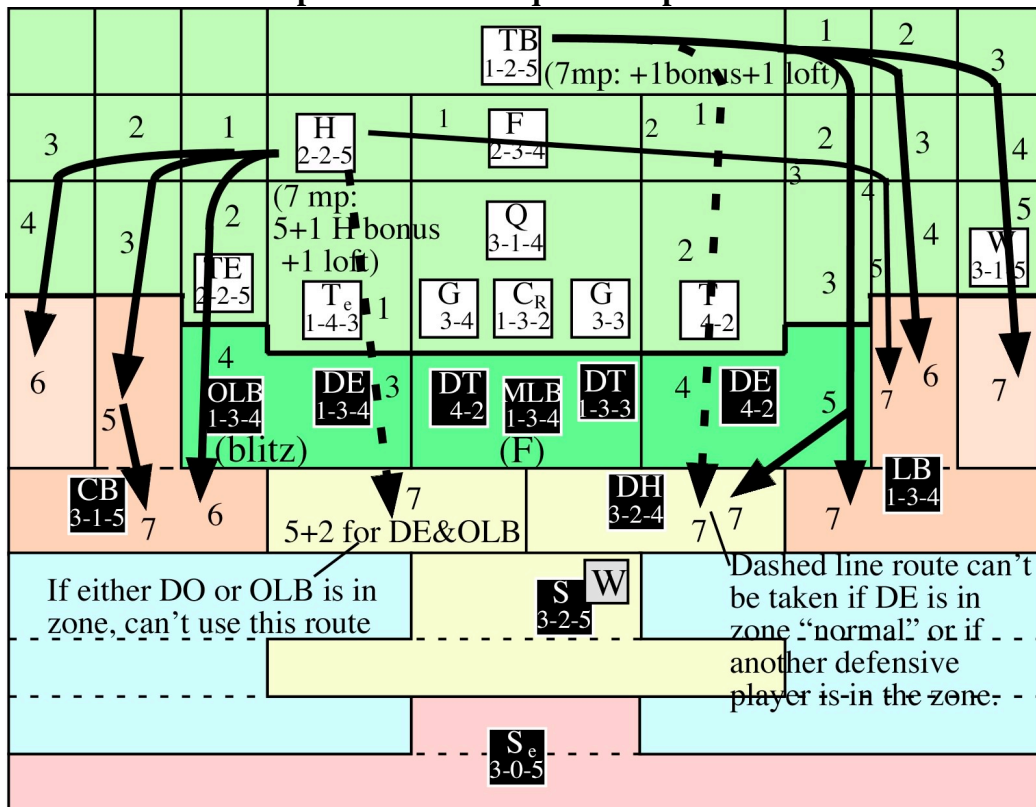 TB
1-2-5
(7mp: +1bonus+1 loft)
1
2
3
3
2
1
H
2-2-5
1
F
2-3-4
2
1
2
3
4
3
4
4
3
2
(7 mp:
5+1 H bonus
+1 loft)
Q
3-1-4
2
3
5
4
5
W
3-1-5
TE
2-2-5
Te
1-4-3
1
G
3-4
CR
1-3-2
G
3-3
T
4-2
6
5
4
OLB
1-3-4
(blitz)
DE
1-3-4
3
DT
4-2
MLB
1-3-4
(F)
DT
1-3-3
4
DE
4-2
5
7
6
7
CB
3-1-5
7
6
7
5+2 for DE&OLB
DH
3-2-4
7
7
7
LB
1-3-4
If either DO or OLB is in
zone, can't use this route
S
3-2-5
W
Dashed line route can't
be taken if DE is in
zone “normal” or if
another defensive
player is in the zone.
Se
3-0-5